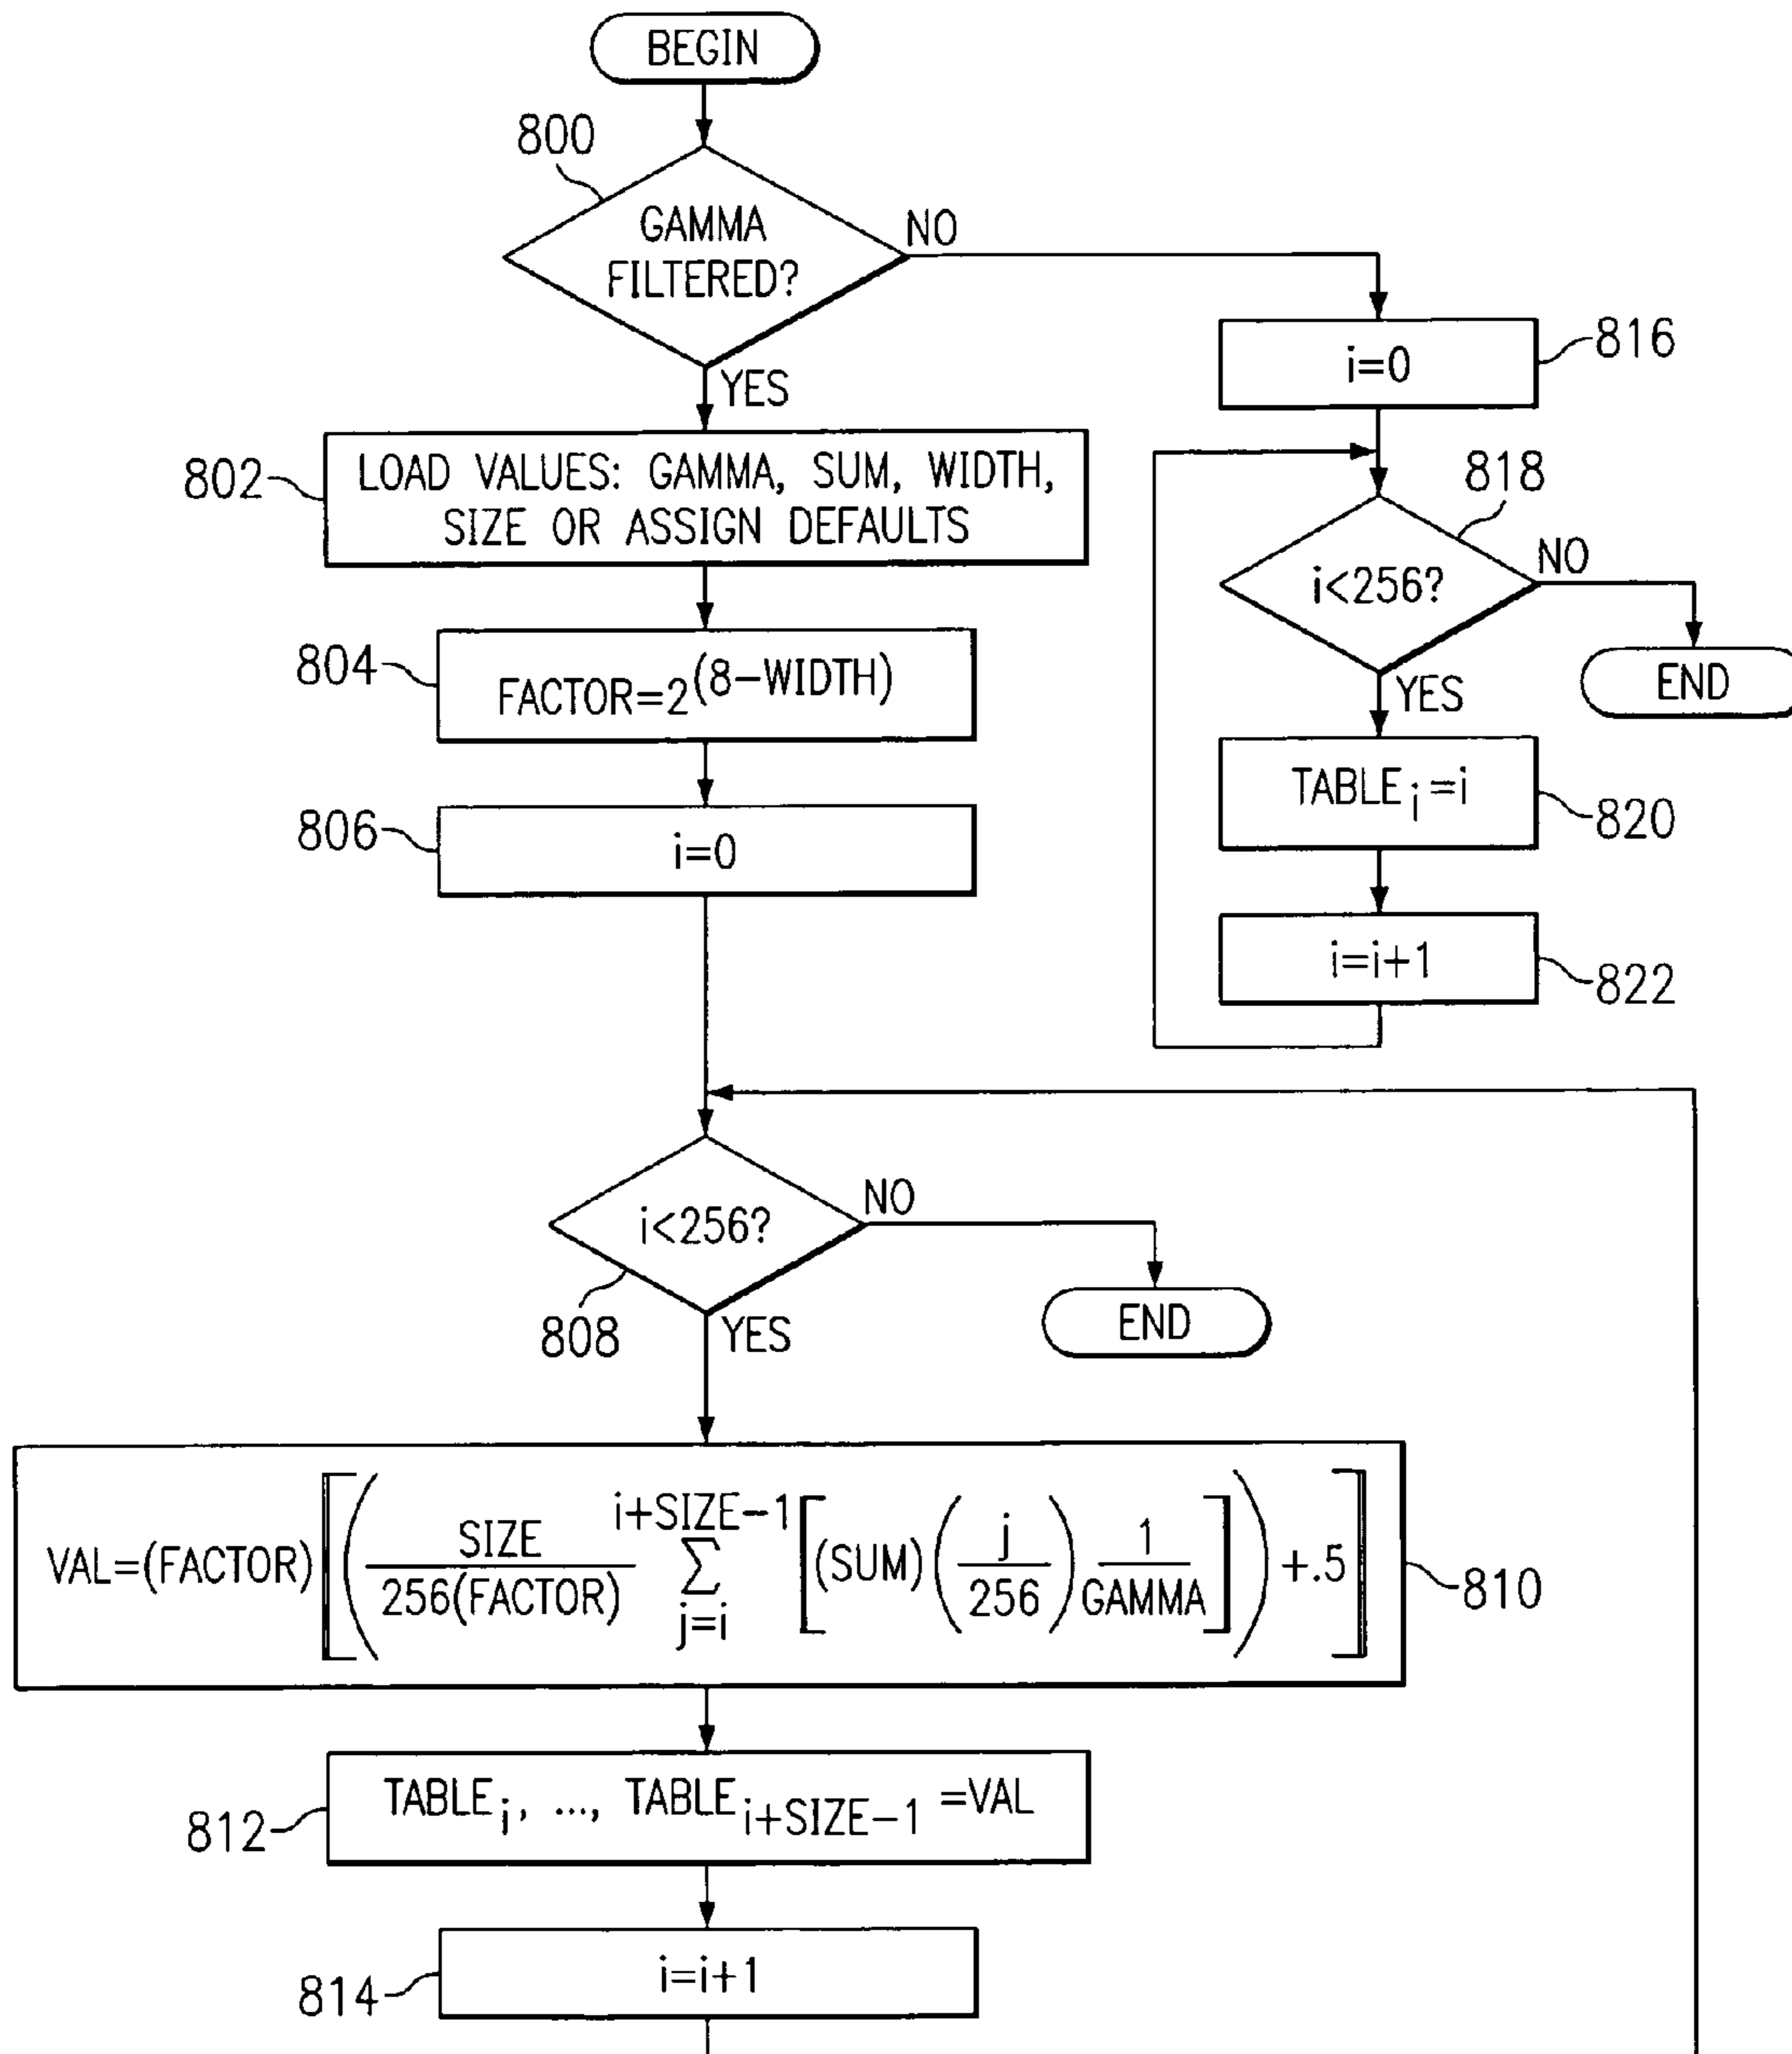 BEGIN
800
GAMMA
FILTERED?
NO
YES
802
LOAD VALUES: GAMMA, SUM, WIDTH,
SIZE OR ASSIGN DEFAULTS
804
FACTOR=2^(8-WIDTH)
806
i=0
816
i=0
818
i<256?
NO
END
YES
TABLE_i=i
820
i=i+1
822
i<256?
NO
808
YES
END
VAL=(FACTOR)[[(SIZE/256(FACTOR) ∑_{j=i}^{i+SIZE-1} [(SUM)(j/256) 1/GAMMA])+.5]]
810
TABLE_i, ..., TABLE_{i+SIZE-1}=VAL
812
i=i+1
814